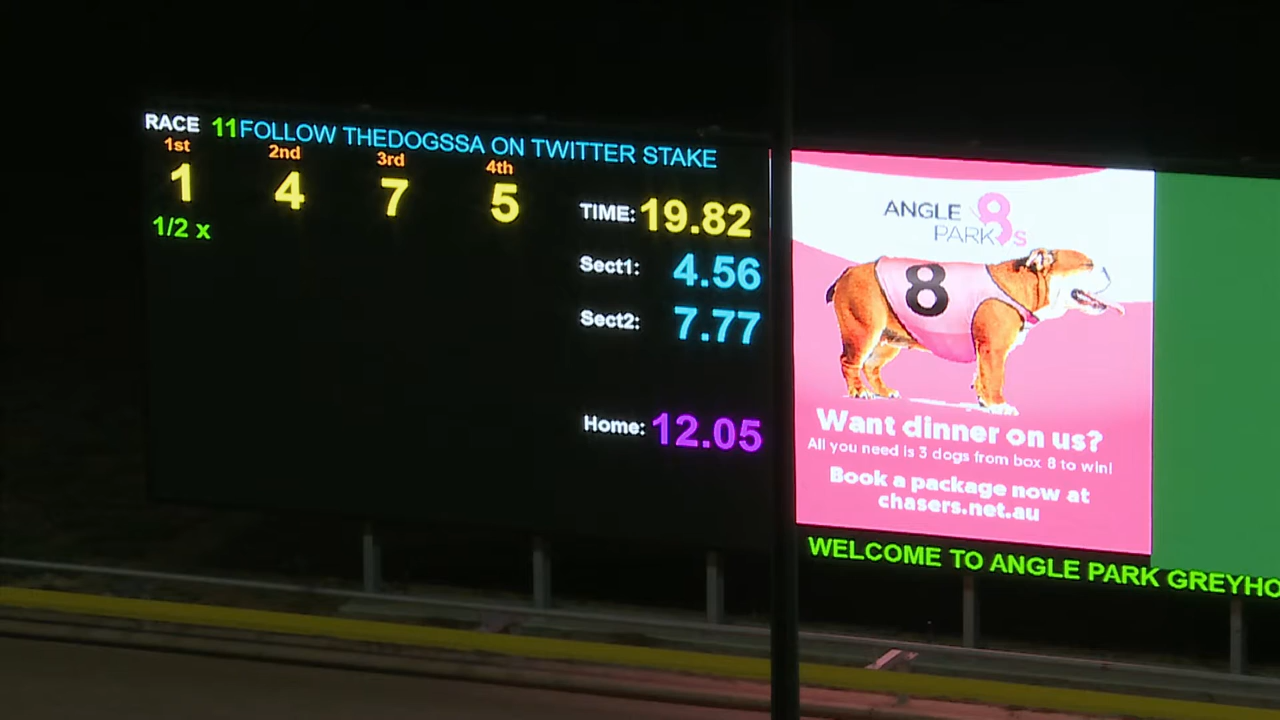 RACE 11FOLLOW THEDOGSSA ON TWITTER STAKE
1st 2nd 3rd 4th
1 4 7 5
1/2 x
TIME: 19.82
Sect1: 4.56
Sect2: 7.77
Home: 12.05
ANGLE
PARK 8s
8
Want dinner on us?
All you need is 3 dogs from box 8 to win!
Book a package now at
chasers.net.au
WELCOME TO ANGLE PARK GREYHO